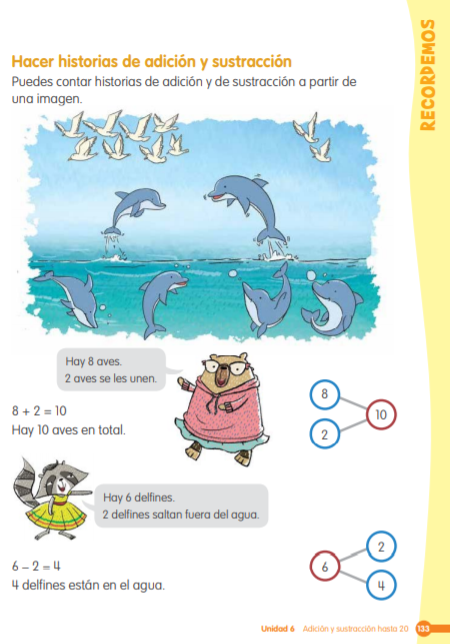 RECORDEMOS
Hacer historias de adición y sustracción
Puedes contar historias de adición y de sustracción a partir de
una imagen.
Hay 8 aves.
2 aves se les unen.
8 + 2 = 10
Hay 10 aves en total.
8
10
2
Hay 6 delfines.
2 delfines saltan fuera del agua.
6 – 2 = 4
4 delfines están en el agua.
2
6
4
Unidad 6 Adición y sustracción hasta 20 133